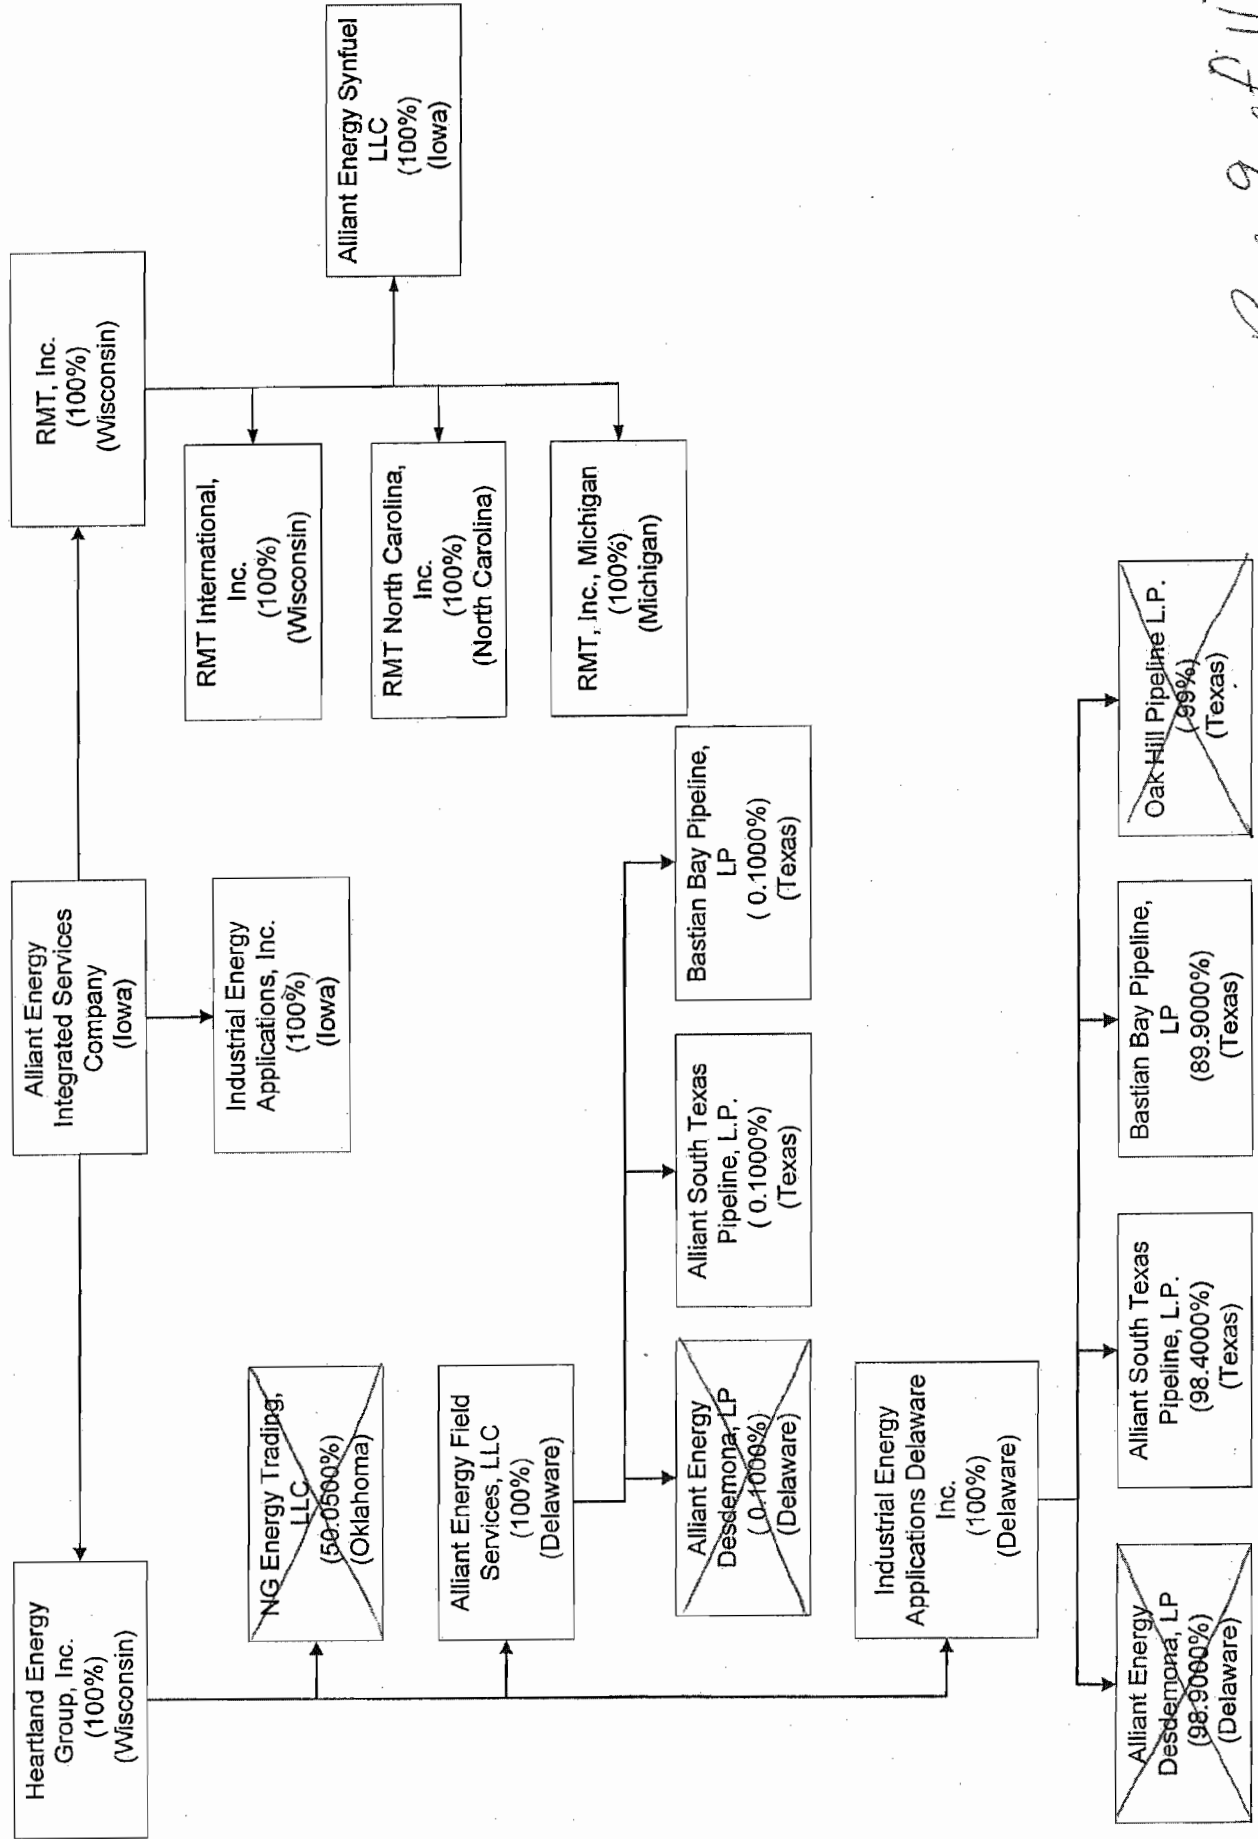 Heartland Energy
Group, Inc.
(100%)
(Wisconsin)
Alliant Energy
Integrated Services
Company
(Iowa)
RMT, Inc.
(100%)
(Wisconsin)
Industrial Energy
Applications, Inc.
(100%)
(Iowa)
RMT International,
Inc.
(100%)
(Wisconsin)
NG Energy Trading,
LLC
(50.0500%)
(Oklahoma)
RMT North Carolina,
Inc.
(100%)
(North Carolina)
Alliant Energy Synfuel
LLC
(100%)
(Iowa)
Alliant Energy Field
Services, LLC
(100%)
(Delaware)
RMT, Inc., Michigan
(100%)
(Michigan)
Alliant Energy
Desdemona, LP
( 0.1000%)
(Delaware)
Alliant South Texas
Pipeline, L.P.
( 0.1000%)
(Texas)
Bastian Bay Pipeline,
LP
( 0.1000%)
(Texas)
Industrial Energy
Applications Delaware
Inc.
(100%)
(Delaware)
Alliant Energy
Desdemona, LP
(98.9000%)
(Delaware)
Alliant South Texas
Pipeline, L.P.
(98.4000%)
(Texas)
Bastian Bay Pipeline,
LP
(89.9000%)
(Texas)
Oak Hill Pipeline L.P.
( 99%)
(Texas)
9 of 11